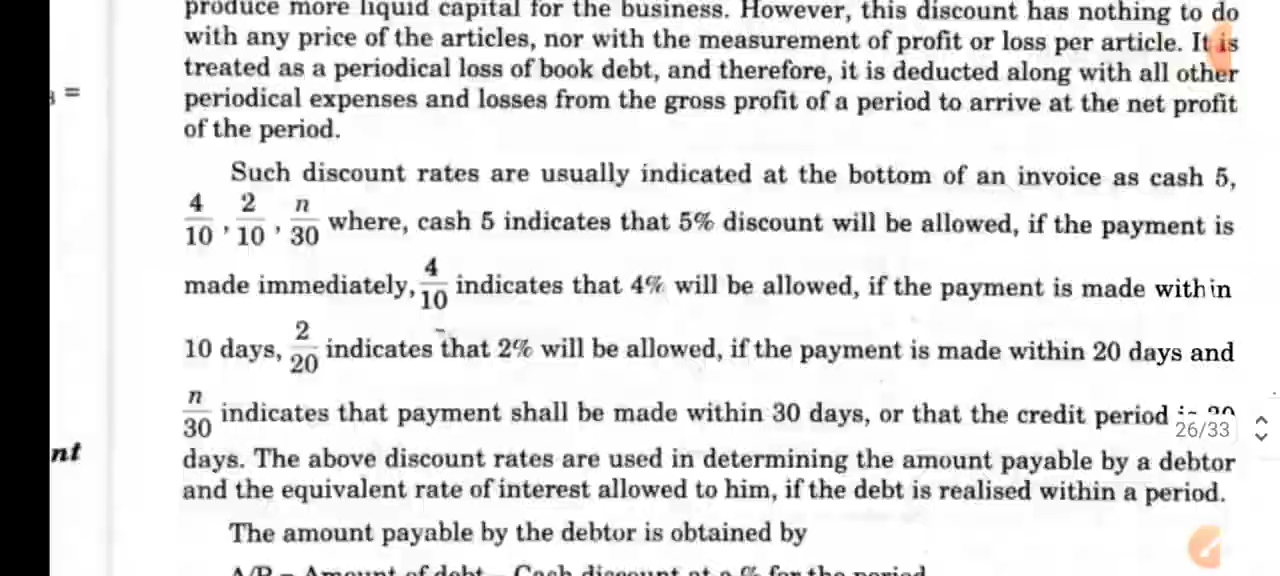 produce more liquid capital for the business. However, this discount has nothing to do
with any price of the articles, nor with the measurement of profit or loss per article. It is
treated as a periodical loss of book debt, and therefore, it is deducted along with all other
periodical expenses and losses from the gross profit of a period to arrive at the net profit
of the period.
Such discount rates are usually indicated at the bottom of an invoice as cash 5,
4/10, 2/10, n/30 where, cash 5 indicates that 5% discount will be allowed, if the payment is
made immediately, 4/10 indicates that 4% will be allowed, if the payment is made within
10 days, 2/20 indicates that 2% will be allowed, if the payment is made within 20 days and
n/30 indicates that payment shall be made within 30 days, or that the credit period
26/33
days. The above discount rates are used in determining the amount payable by a debtor
and the equivalent rate of interest allowed to him, if the debt is realised within a period.
The amount payable by the debtor is obtained by
A/P = Amount of debt – Cash discount at a % for the period
=
nt